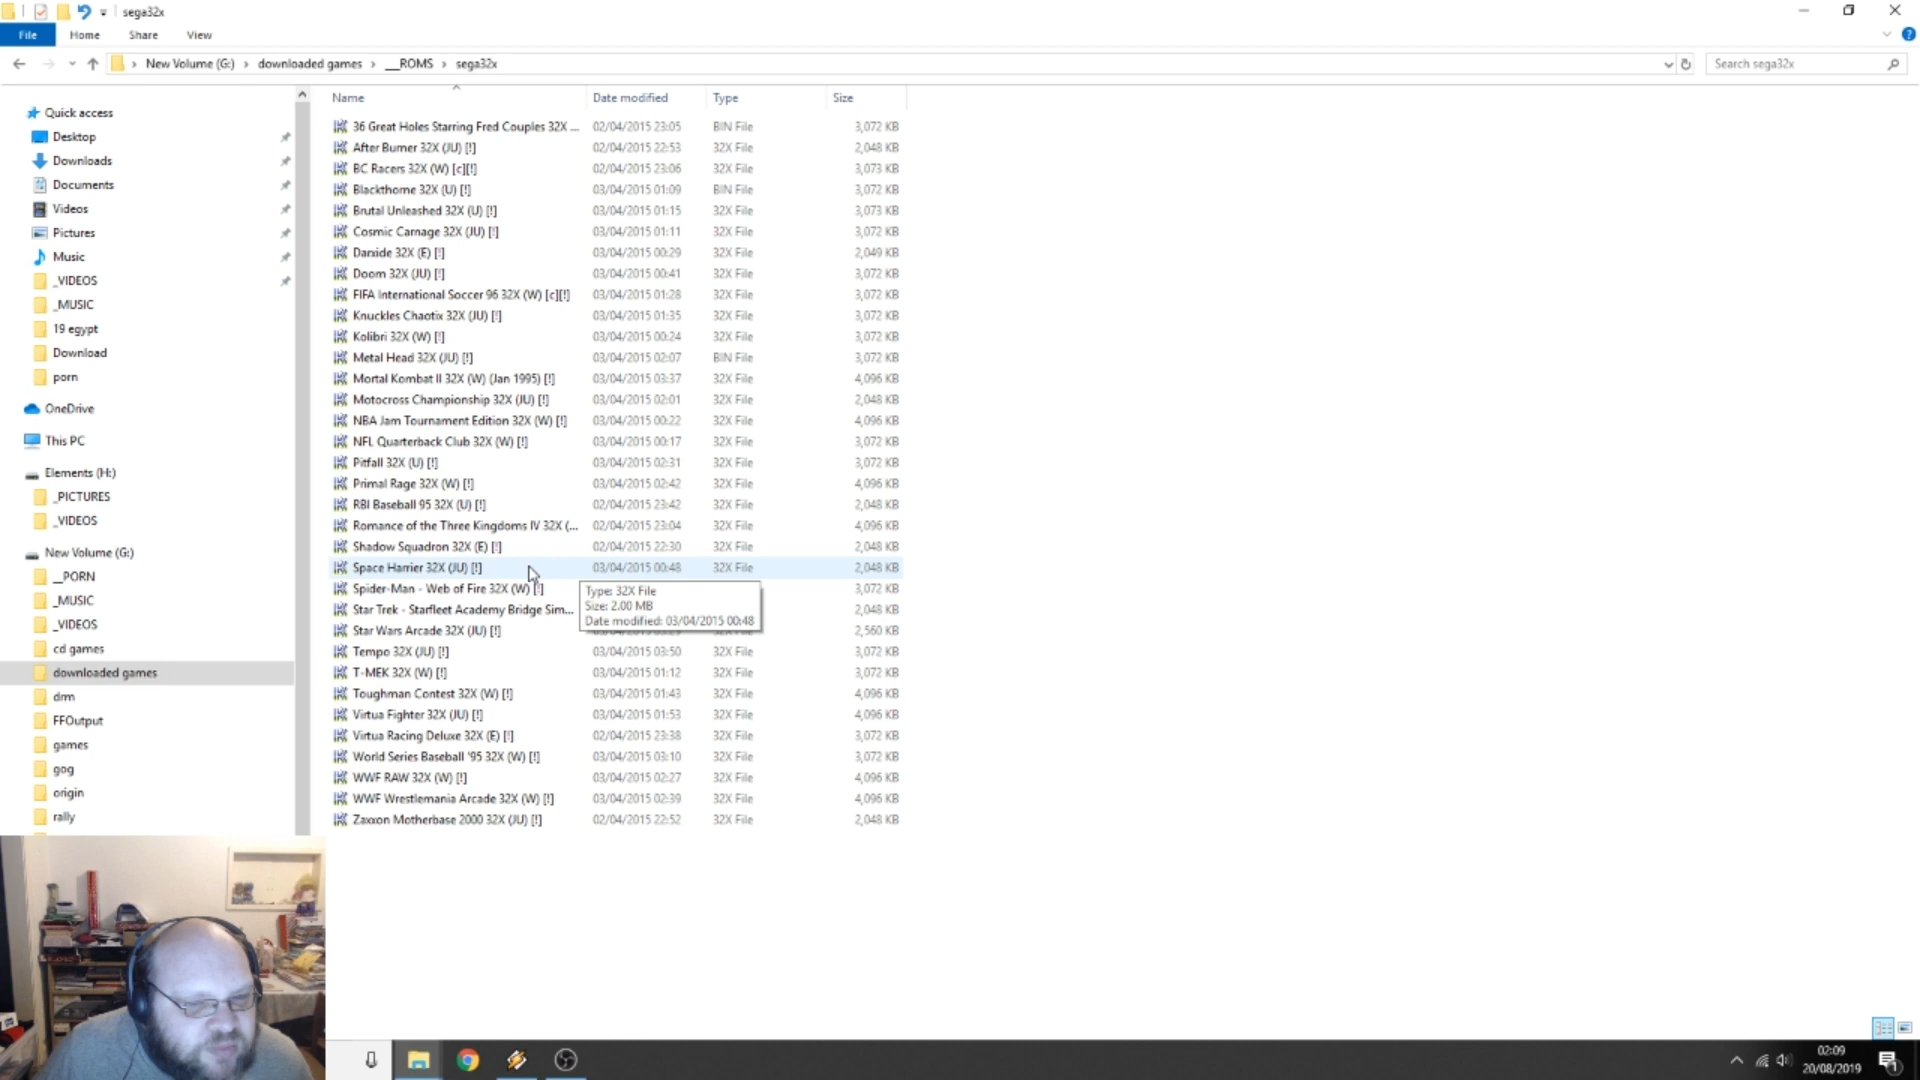 sega32x
File Home Share View
New Volume (G:) › downloaded games › __ROMS › sega32x
Search sega32x
Quick access
Desktop
Downloads
Documents
Videos
Pictures
Music
_VIDEOS
_MUSIC
19 egypt
Download
porn
OneDrive
This PC
Elements (H:)
_PICTURES
_VIDEOS
New Volume (G:)
__PORN
_MUSIC
_VIDEOS
cd games
downloaded games
drm
FFOutput
games
gog
origin
rally
Name Date modified Type Size
36 Great Holes Starring Fred Couples 32X ... 02/04/2015 23:05 BIN File 3,072 KB
After Burner 32X (JU) [!] 02/04/2015 22:53 32X File 2,048 KB
BC Racers 32X (W) [c][!] 02/04/2015 23:06 32X File 3,073 KB
Blackthorne 32X (U) [!] 03/04/2015 01:09 BIN File 3,072 KB
Brutal Unleashed 32X (U) [!] 03/04/2015 01:15 32X File 3,073 KB
Cosmic Carnage 32X (JU) [!] 03/04/2015 01:11 32X File 3,072 KB
Darxide 32X (E) [!] 03/04/2015 00:29 32X File 2,049 KB
Doom 32X (JU) [!] 03/04/2015 00:41 32X File 3,072 KB
FIFA International Soccer 96 32X (W) [c][!] 03/04/2015 01:28 32X File 3,072 KB
Knuckles Chaotix 32X (JU) [!] 03/04/2015 01:35 32X File 3,072 KB
Kolibri 32X (W) [!] 03/04/2015 00:24 32X File 3,072 KB
Metal Head 32X (JU) [!] 03/04/2015 02:07 BIN File 3,072 KB
Mortal Kombat II 32X (W) (Jan 1995) [!] 03/04/2015 03:37 32X File 4,096 KB
Motocross Championship 32X (JU) [!] 03/04/2015 02:01 32X File 2,048 KB
NBA Jam Tournament Edition 32X (W) [!] 03/04/2015 00:22 32X File 4,096 KB
NFL Quarterback Club 32X (W) [!] 03/04/2015 00:17 32X File 3,072 KB
Pitfall 32X (U) [!] 03/04/2015 02:31 32X File 3,072 KB
Primal Rage 32X (W) [!] 03/04/2015 02:42 32X File 4,096 KB
RBI Baseball 95 32X (U) [!] 02/04/2015 23:42 32X File 2,048 KB
Romance of the Three Kingdoms IV 32X (... 02/04/2015 23:04 32X File 4,096 KB
Shadow Squadron 32X (E) [!] 02/04/2015 22:30 32X File 2,048 KB
Space Harrier 32X (JU) [!] 03/04/2015 00:48 32X File 2,048 KB
Spider-Man - Web of Fire 32X (W) [!] 3,072 KB
Star Trek - Starfleet Academy Bridge Sim... 2,048 KB
Star Wars Arcade 32X (JU) [!] 32X File 2,560 KB
Tempo 32X (JU) [!] 03/04/2015 03:50 32X File 3,072 KB
T-MEK 32X (W) [!] 03/04/2015 01:12 32X File 3,072 KB
Toughman Contest 32X (W) [!] 03/04/2015 01:43 32X File 4,096 KB
Virtua Fighter 32X (JU) [!] 03/04/2015 01:53 32X File 4,096 KB
Virtua Racing Deluxe 32X (E) [!] 02/04/2015 23:38 32X File 3,072 KB
World Series Baseball '95 32X (W) [!] 03/04/2015 03:10 32X File 3,072 KB
WWF RAW 32X (W) [!] 03/04/2015 02:27 32X File 4,096 KB
WWF Wrestlemania Arcade 32X (W) [!] 03/04/2015 02:39 32X File 4,096 KB
Zaxxon Motherbase 2000 32X (JU) [!] 02/04/2015 22:52 32X File 2,048 KB
Type: 32X File
Size: 2.00 MB
Date modified: 03/04/2015 00:48
02:09
20/08/2019